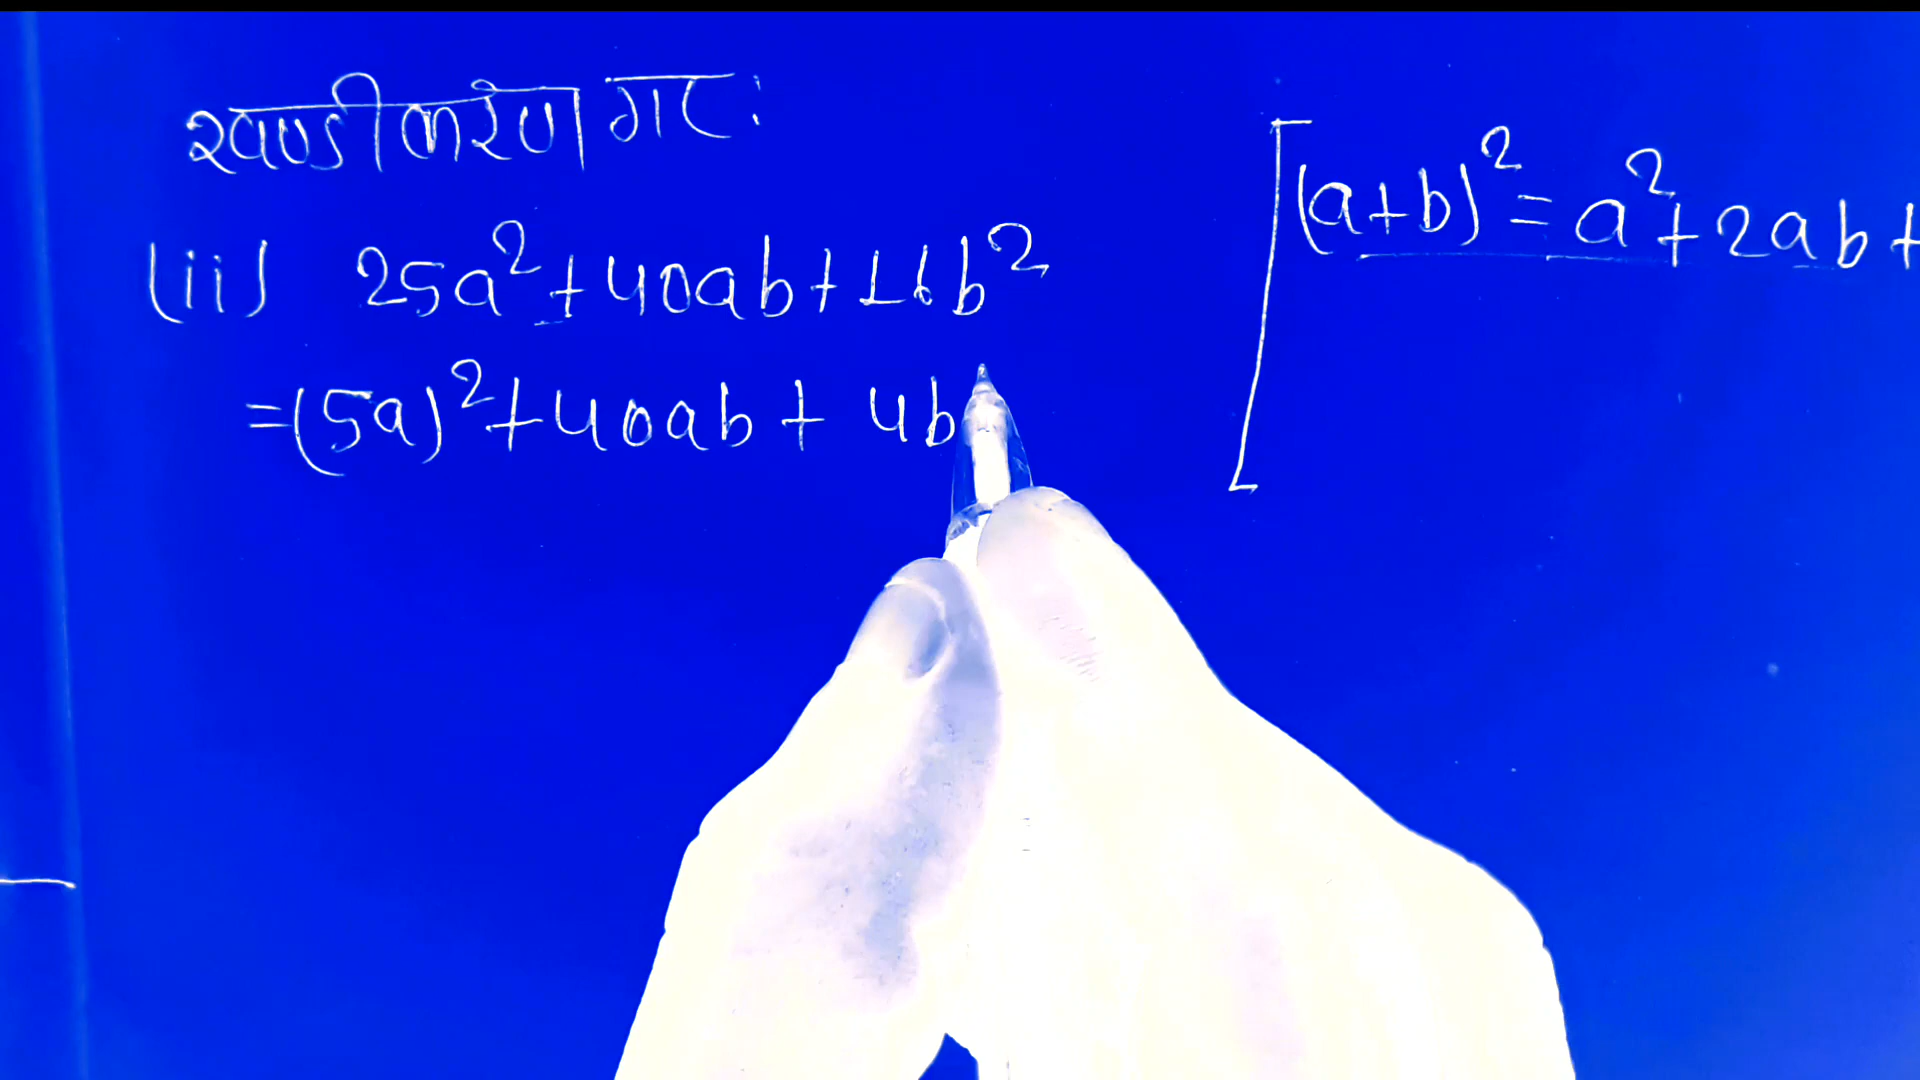 खण्डीकरण गर:
(ii) 25a²+40ab+16b²
=(5a)²+40ab+ 4b
[(a+b)²=a²+2ab+